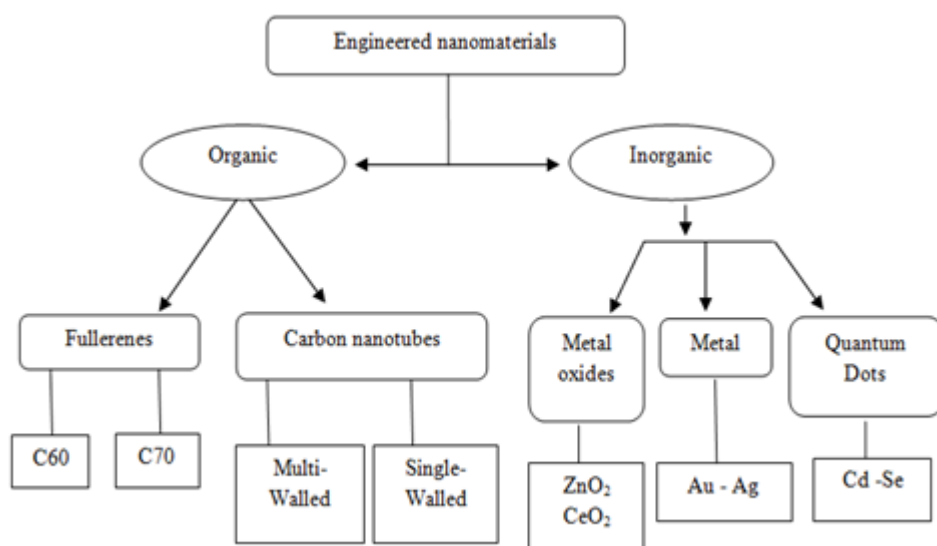 Engineered nanomaterials
Organic
Inorganic
Fullerenes
Carbon nanotubes
Metal
oxides
Metal
Quantum
Dots
C60
C70
Multi-
Walled
Single-
Walled
ZnO₂
CeO₂
Au - Ag
Cd -Se